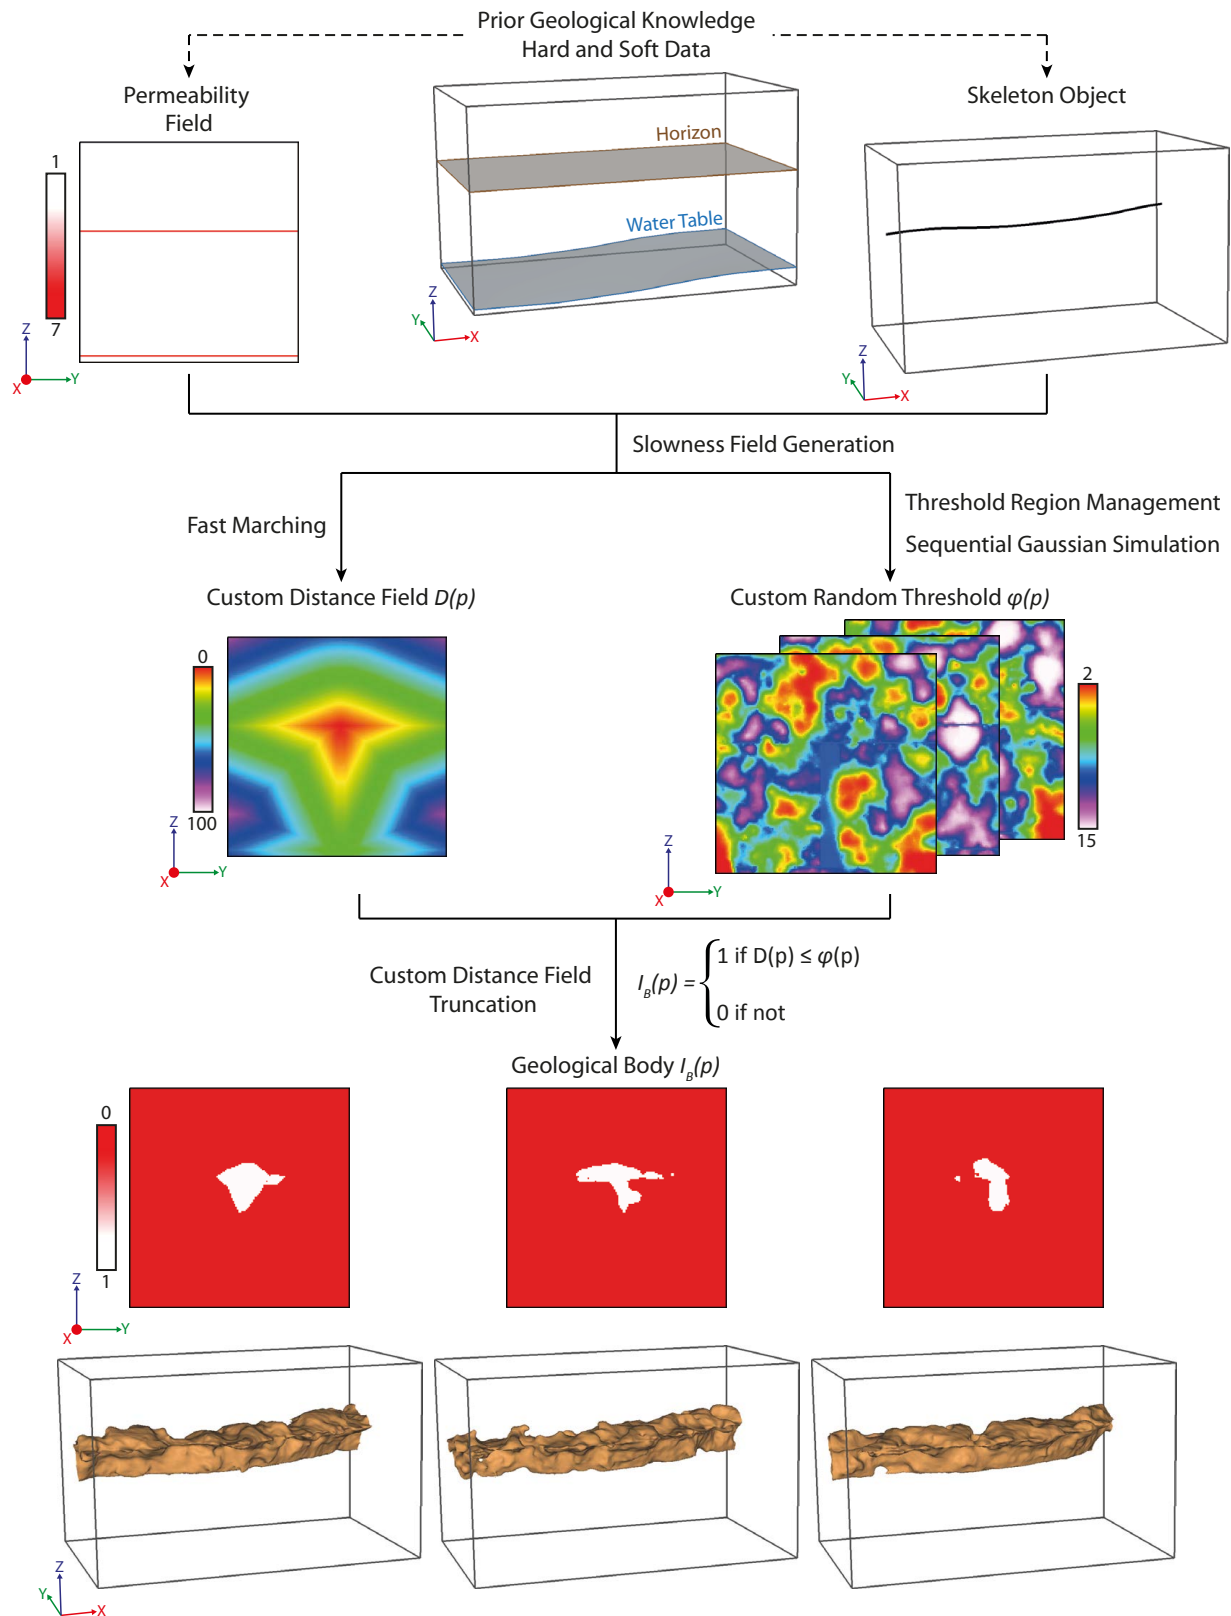 Prior Geological Knowledge
Hard and Soft Data
Permeability
Field
Skeleton Object
1
7
Z
Y
X
Horizon
Water Table
Z
Y
X
Z
Y
X
Slowness Field Generation
Fast Marching
Threshold Region Management
Sequential Gaussian Simulation
Custom Distance Field D(p)
Custom Random Threshold φ(p)
0
100
Z
Y
X
2
15
Z
Y
X
Custom Distance Field
Truncation
I_B(p) =
1 if D(p) ≤ φ(p)
0 if not
Geological Body I_B(p)
0
1
Z
Y
X
Z
Y
X